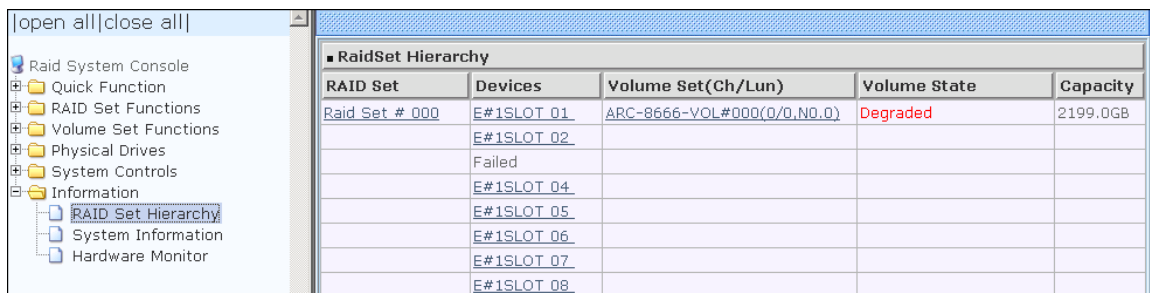 |open all|close all|
Raid System Console
Quick Function
RAID Set Functions
Volume Set Functions
Physical Drives
System Controls
Information
RAID Set Hierarchy
System Information
Hardware Monitor
RaidSet Hierarchy
RAID Set Devices Volume Set(Ch/Lun) Volume State Capacity
Raid Set # 000 E#1SLOT 01 ARC-8666-VOL#000(0/0,N0.0) Degraded 2199.0GB
E#1SLOT 02
Failed
E#1SLOT 04
E#1SLOT 05
E#1SLOT 06
E#1SLOT 07
E#1SLOT 08